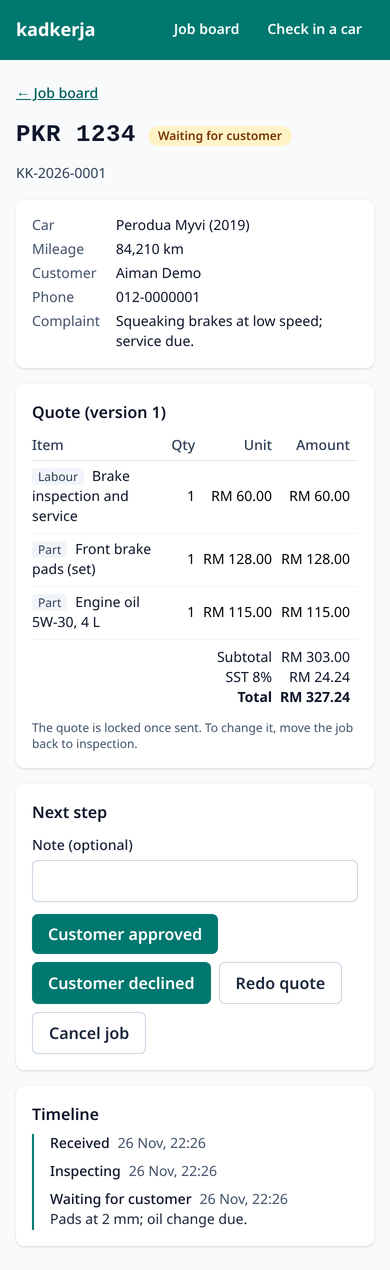 kadkerja Job board Check in a car
← Job board
PKR 1234 Waiting for customer
KK-2026-0001
Car Perodua Myvi (2019)
Mileage 84,210 km
Customer Aiman Demo
Phone 012-0000001
Complaint Squeaking brakes at low speed;
service due.
Quote (version 1)
Item Qty Unit Amount
Labour Brake
inspection and
service 1 RM 60.00 RM 60.00
Part Front brake
pads (set) 1 RM 128.00 RM 128.00
Part Engine oil
5W-30, 4 L 1 RM 115.00 RM 115.00
Subtotal RM 303.00
SST 8% RM 24.24
Total RM 327.24
The quote is locked once sent. To change it, move the job
back to inspection.
Next step
Note (optional)
Customer approved
Customer declined Redo quote
Cancel job
Timeline
Received 26 Nov, 22:26
Inspecting 26 Nov, 22:26
Waiting for customer 26 Nov, 22:26
Pads at 2 mm; oil change due.